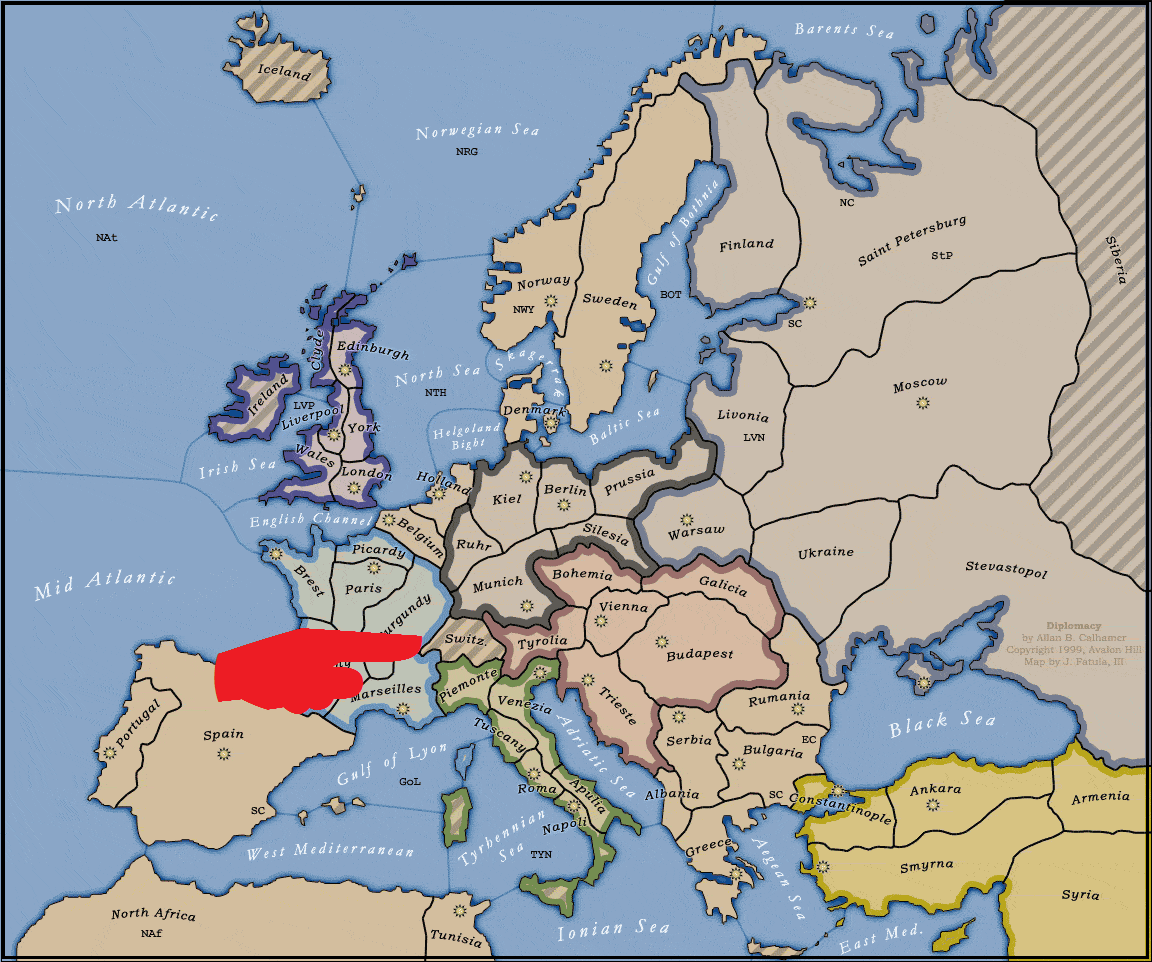 Barents Sea
Iceland
Norwegian Sea
NRG
North Atlantic
NAt
NC
Saint Petersburg
StP
Siberia
Finland
Gulf of Bothnia
BOT
Norway
NWY
Sweden
SC
Clyde
Edinburgh
Skagerrak
North Sea
NTH
Moscow
Ireland
LVP
Liverpool
York
Denmark
Baltic Sea
Livonia
LVN
Helgoland
Bight
Irish Sea
Wales
London
Holland
Kiel
Berlin
Prussia
English Channel
Belgium
Ruhr
Silesia
Warsaw
Ukraine
Stevastopol
Picardy
Paris
Brest
Munich
Bohemia
Galicia
Mid Atlantic
Vienna
Switz.
Tyrolia
Budapest
Diplomacy
by Allan B. Calhamer
Copyright 1999, Avalon Hill
Map by J. Fatula, III
Marseilles
Piemonte
Venezia
Trieste
Rumania
Portugal
Spain
Tuscany
Adriatic Sea
Serbia
Bulgaria
EC
Black Sea
Gulf of Lyon
GoL
Roma
Apulia
Albania
SC
Constantinople
Ankara
Armenia
SC
Napoli
West Mediterranean
Tyrhennian
Sea
TYN
Greece
Aegean Sea
Smyrna
Syria
North Africa
NAf
Tunisia
Ionian Sea
East Med.